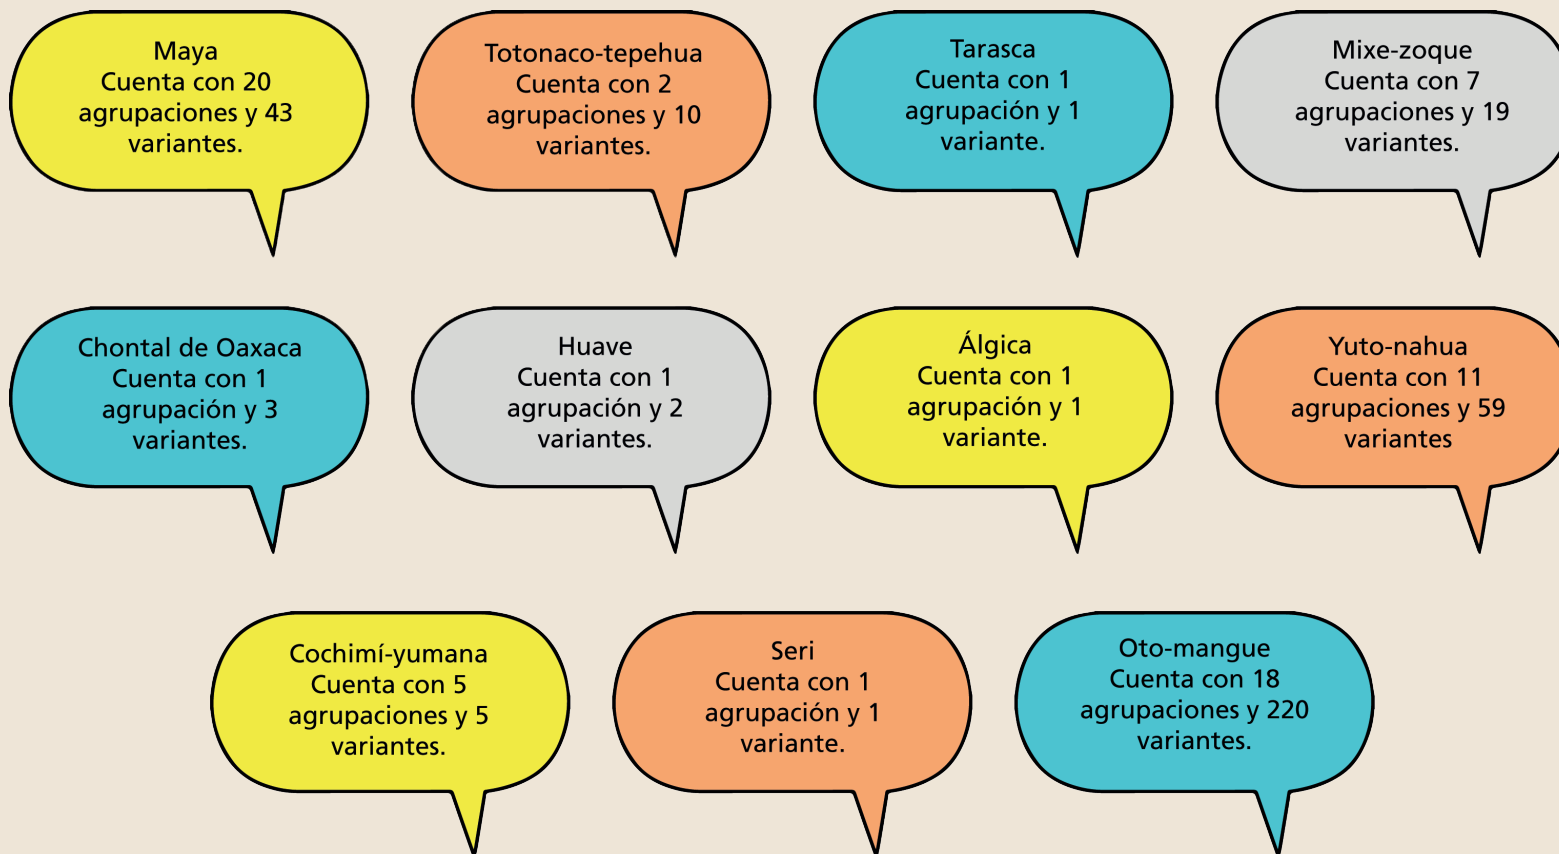 Maya
Cuenta con 20
agrupaciones y 43
variantes.
Totonaco-tepehua
Cuenta con 2
agrupaciones y 10
variantes.
Tarasca
Cuenta con 1
agrupación y 1
variante.
Mixe-zoque
Cuenta con 7
agrupaciones y 19
variantes.
Chontal de Oaxaca
Cuenta con 1
agrupación y 3
variantes.
Huave
Cuenta con 1
agrupación y 2
variantes.
Álgica
Cuenta con 1
agrupación y 1
variante.
Yuto-nahua
Cuenta con 11
agrupaciones y 59
variantes
Cochimí-yumana
Cuenta con 5
agrupaciones y 5
variantes.
Seri
Cuenta con 1
agrupación y 1
variante.
Oto-mangue
Cuenta con 18
agrupaciones y 220
variantes.